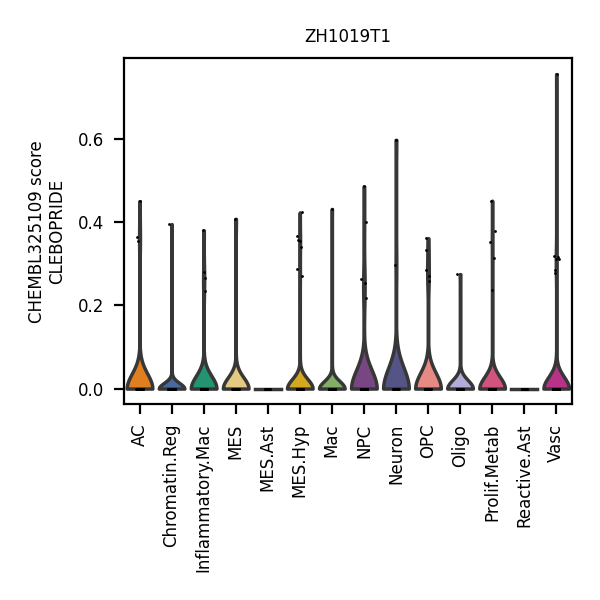 ZH1019T1
CHEMBL325109 score
CLEBOPRIDE
0.6
0.4
0.2
0.0
AC
Chromatin.Reg
Inflammatory.Mac
MES
MES.Ast
MES.Hyp
Mac
NPC
Neuron
OPC
Oligo
Prolif.Metab
Reactive.Ast
Vasc